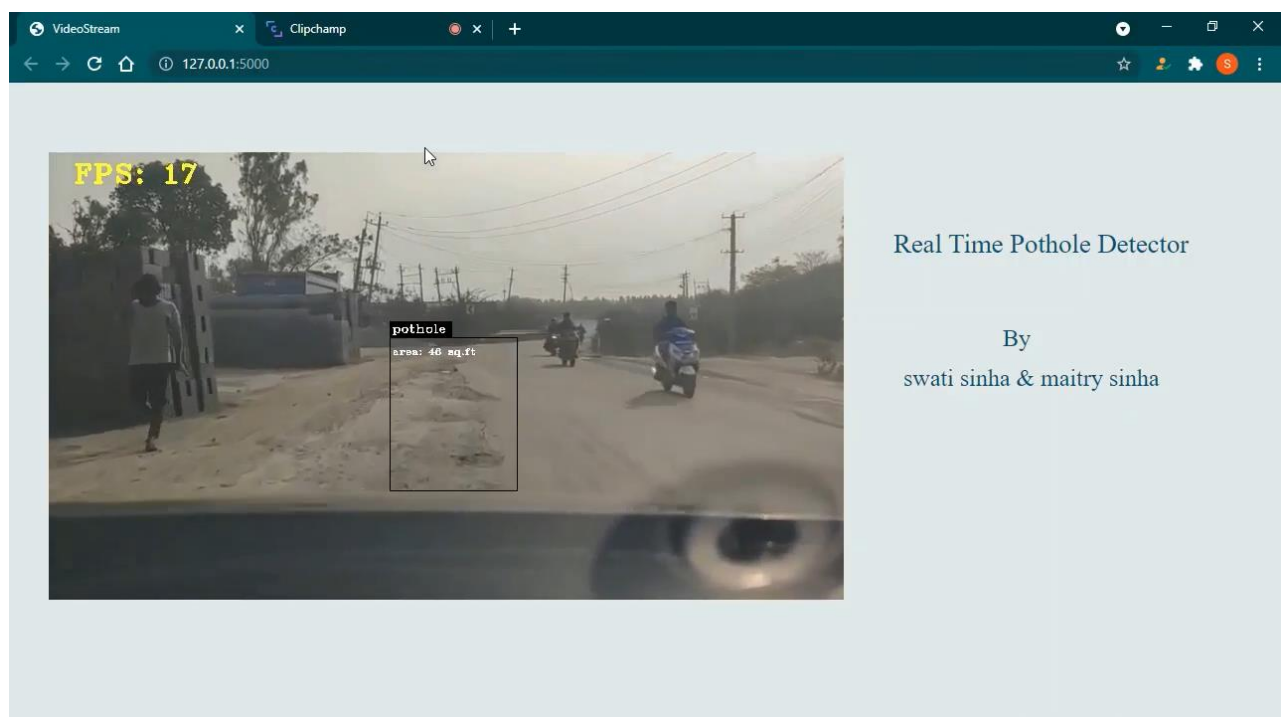 VideoStream
Clipchamp
127.0.0.1:5000
S
FPS: 17
pothole
area: 46 sq.ft
Real Time Pothole Detector
By
swati sinha & maitry sinha